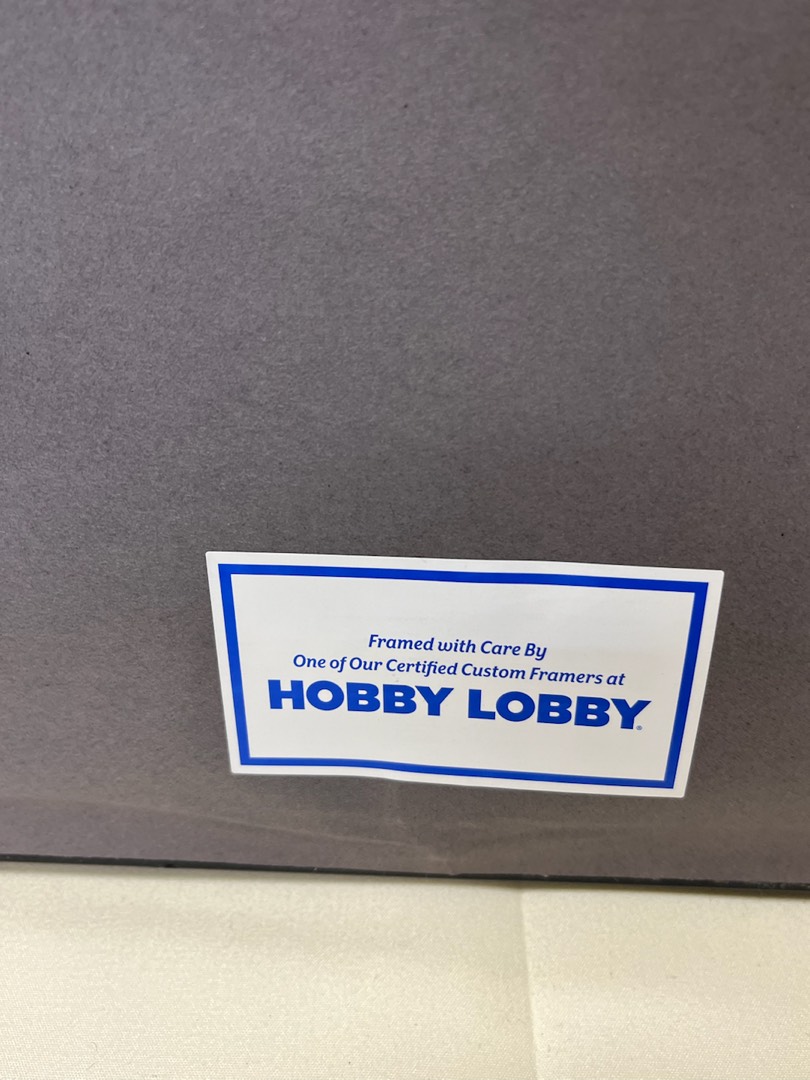 Framed with Care By
One of Our Certified Custom Framers at
HOBBY LOBBY®